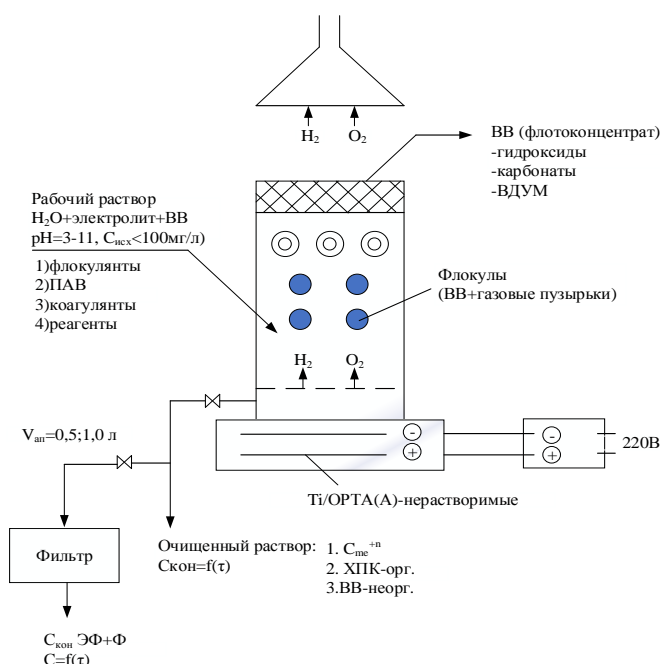 H₂ O₂
ВВ (флотоконцентрат)
-гидроксиды
-карбонаты
-ВДУМ
Рабочий раствор
H₂O+электролит+ВВ
pH=3-11, Cисх<100мг/л)
1)флокулянты
2)ПАВ
3)коагулянты
4)реагенты
Флокулы
(ВВ+газовые пузырьки)
H₂ O₂
Vап=0,5;1,0 л
-
+
-
+
220В
Ti/ОРТА(А)-нерастворимые
Фильтр
Очищенный раствор:
Cкон=f(τ)
1. Cme⁺ⁿ
2. ХПК-орг.
3.ВВ-неорг.
Cкон ЭФ+Ф
C=f(τ)